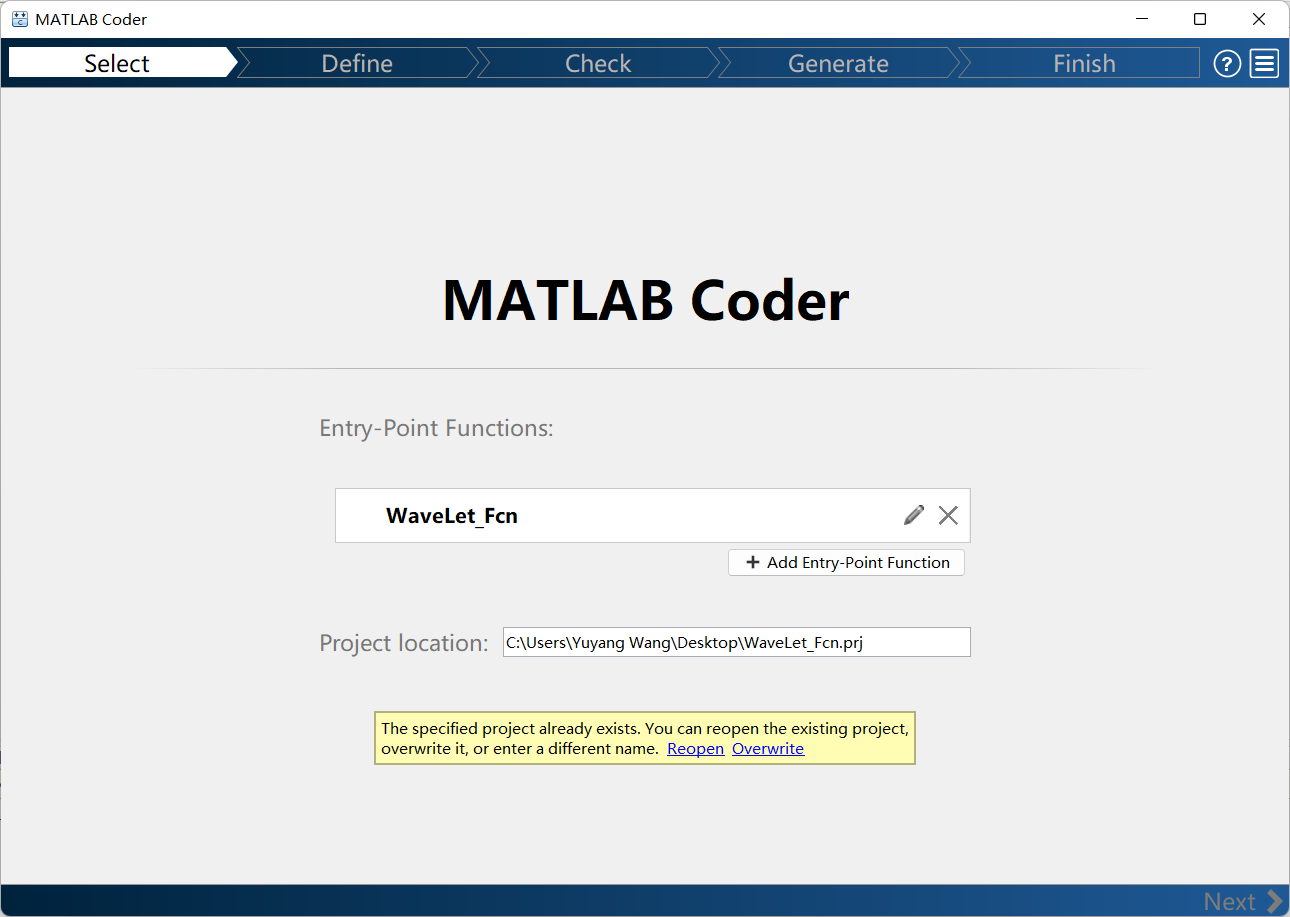 MATLAB Coder
Select
Define
Check
Generate
Finish
?
MATLAB Coder
Entry-Point Functions:
WaveLet_Fcn
Add Entry-Point Function
Project location:
C:\Users\Yuyang Wang\Desktop\WaveLet_Fcn.prj
The specified project already exists. You can reopen the existing project,
overwrite it, or enter a different name. Reopen Overwrite
Next